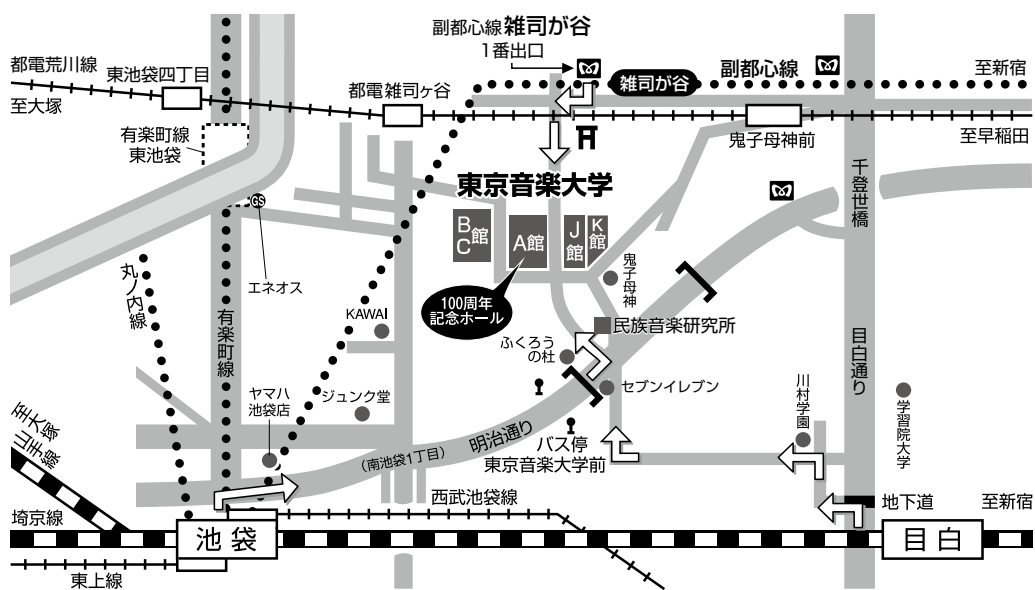 副都心線雑司が谷
1番出口
都電荒川線
東池袋四丁目
都電雑司ヶ谷
雑司が谷
副都心線
至新宿
至大塚
有楽町線
東池袋
鬼子母神前
至早稲田
東京音楽大学
千登世橋
BC館
A館
J館
K館
GS
エネオス
鬼子母神
丸ノ内線
100周年
記念ホール
KAWAI
民族音楽研究所
有楽町線
ふくろう
の杜
目白通り
ヤマハ
池袋店
ジュンク堂
セブンイレブン
川村学園
学習院大学
至大塚
山手線
明治通り
(南池袋1丁目)
バス停
東京音楽大学前
西武池袋線
地下道
至新宿
埼京線
池袋
目白
東上線